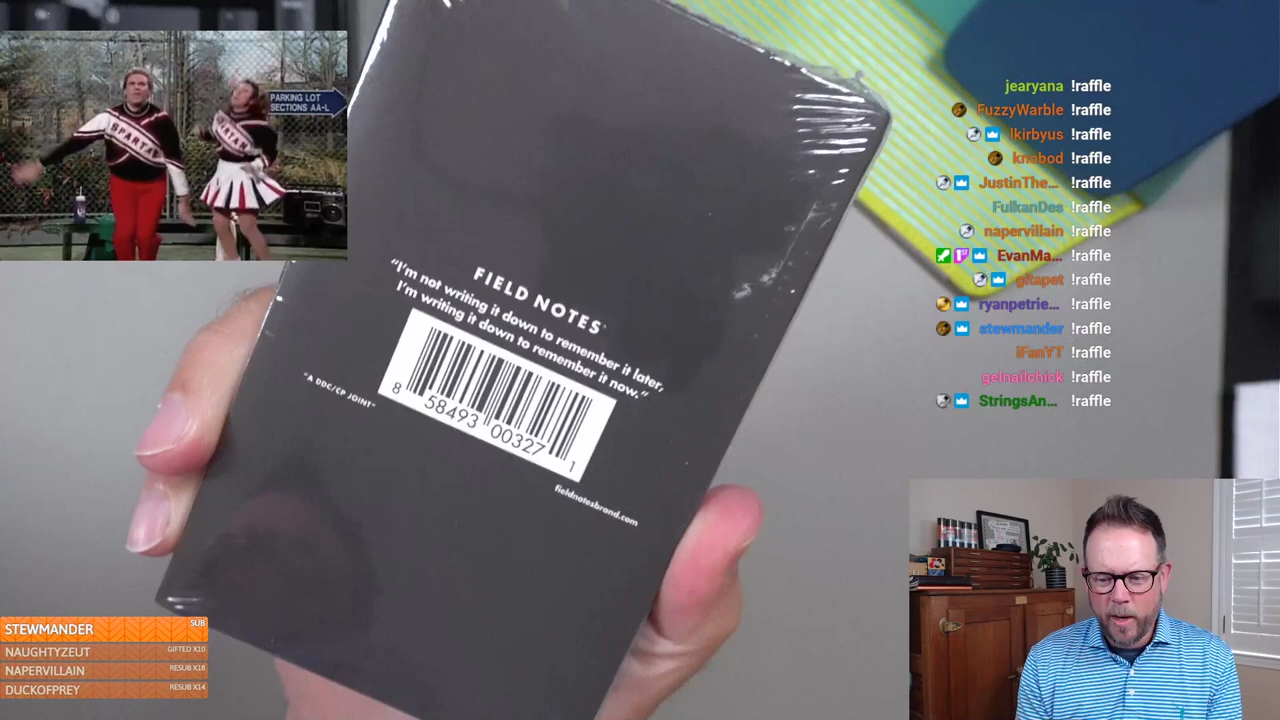 PARKING LOT
SECTIONS AA-L
SPARTA
FIELD NOTES
"I'm not writing it down to remember it later,
I'm writing it down to remember it now."
8 58493 00327 1
"A DDC/CP JOINT"
fieldnotesbrand.com
jearyana !raffle
FuzzyWarble !raffle
lkirbyus !raffle
knobod !raffle
JustinThe... !raffle
FulkanDes !raffle
napervillain !raffle
EvanMa... !raffle
gitapet !raffle
ryanpetrie... !raffle
stewmander !raffle
iFanYT !raffle
gelnailchick !raffle
StringsAn... !raffle
STEWMANDER SUB
NAUGHTYZEUT GIFTED X10
NAPERVILLAIN RESUB X18
DUCKOFPREY RESUB X14